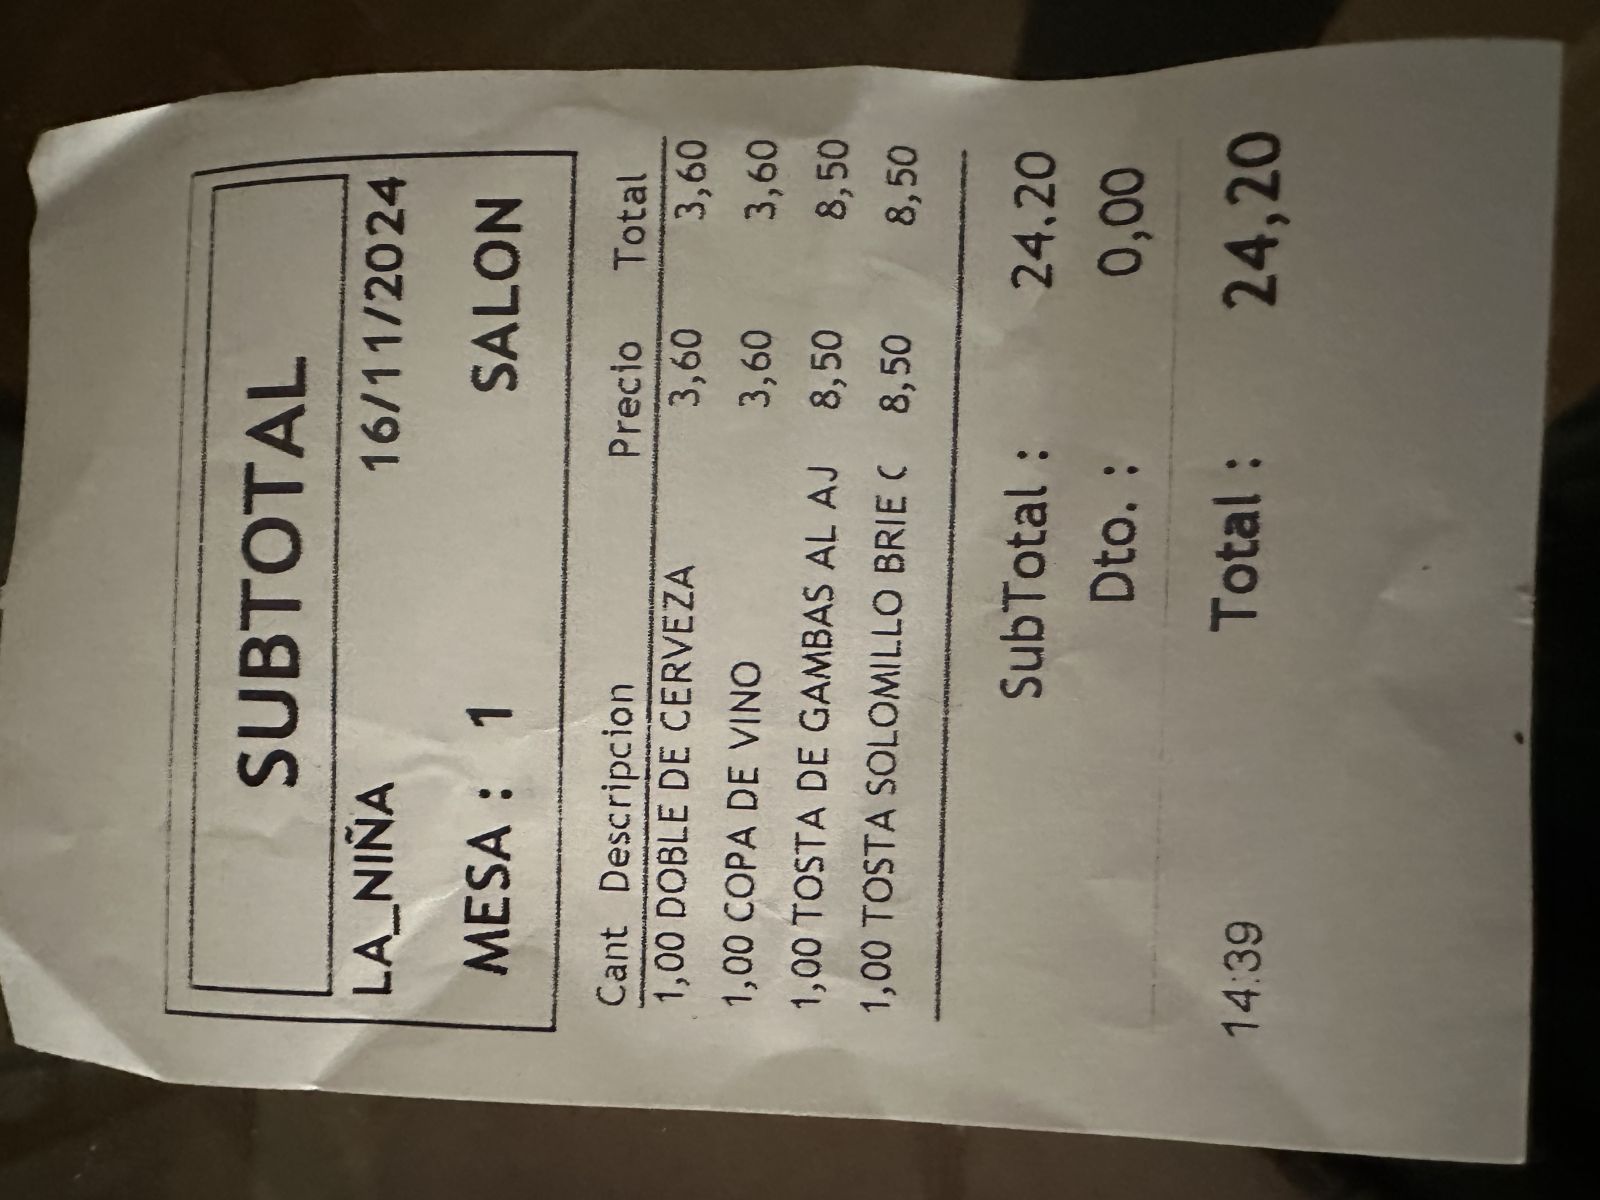 SUBTOTAL
LA_NIÑA 16/11/2024
MESA : 1 SALON
Cant Descripcion Precio Total
1,00 DOBLE DE CERVEZA 3,60 3,60
1,00 COPA DE VINO 3,60 3,60
1,00 TOSTA DE GAMBAS AL AJ 8,50 8,50
1,00 TOSTA SOLOMILLO BRIE C 8,50 8,50
SubTotal : 24.20
Dto. : 0,00
14:39 Total : 24,20